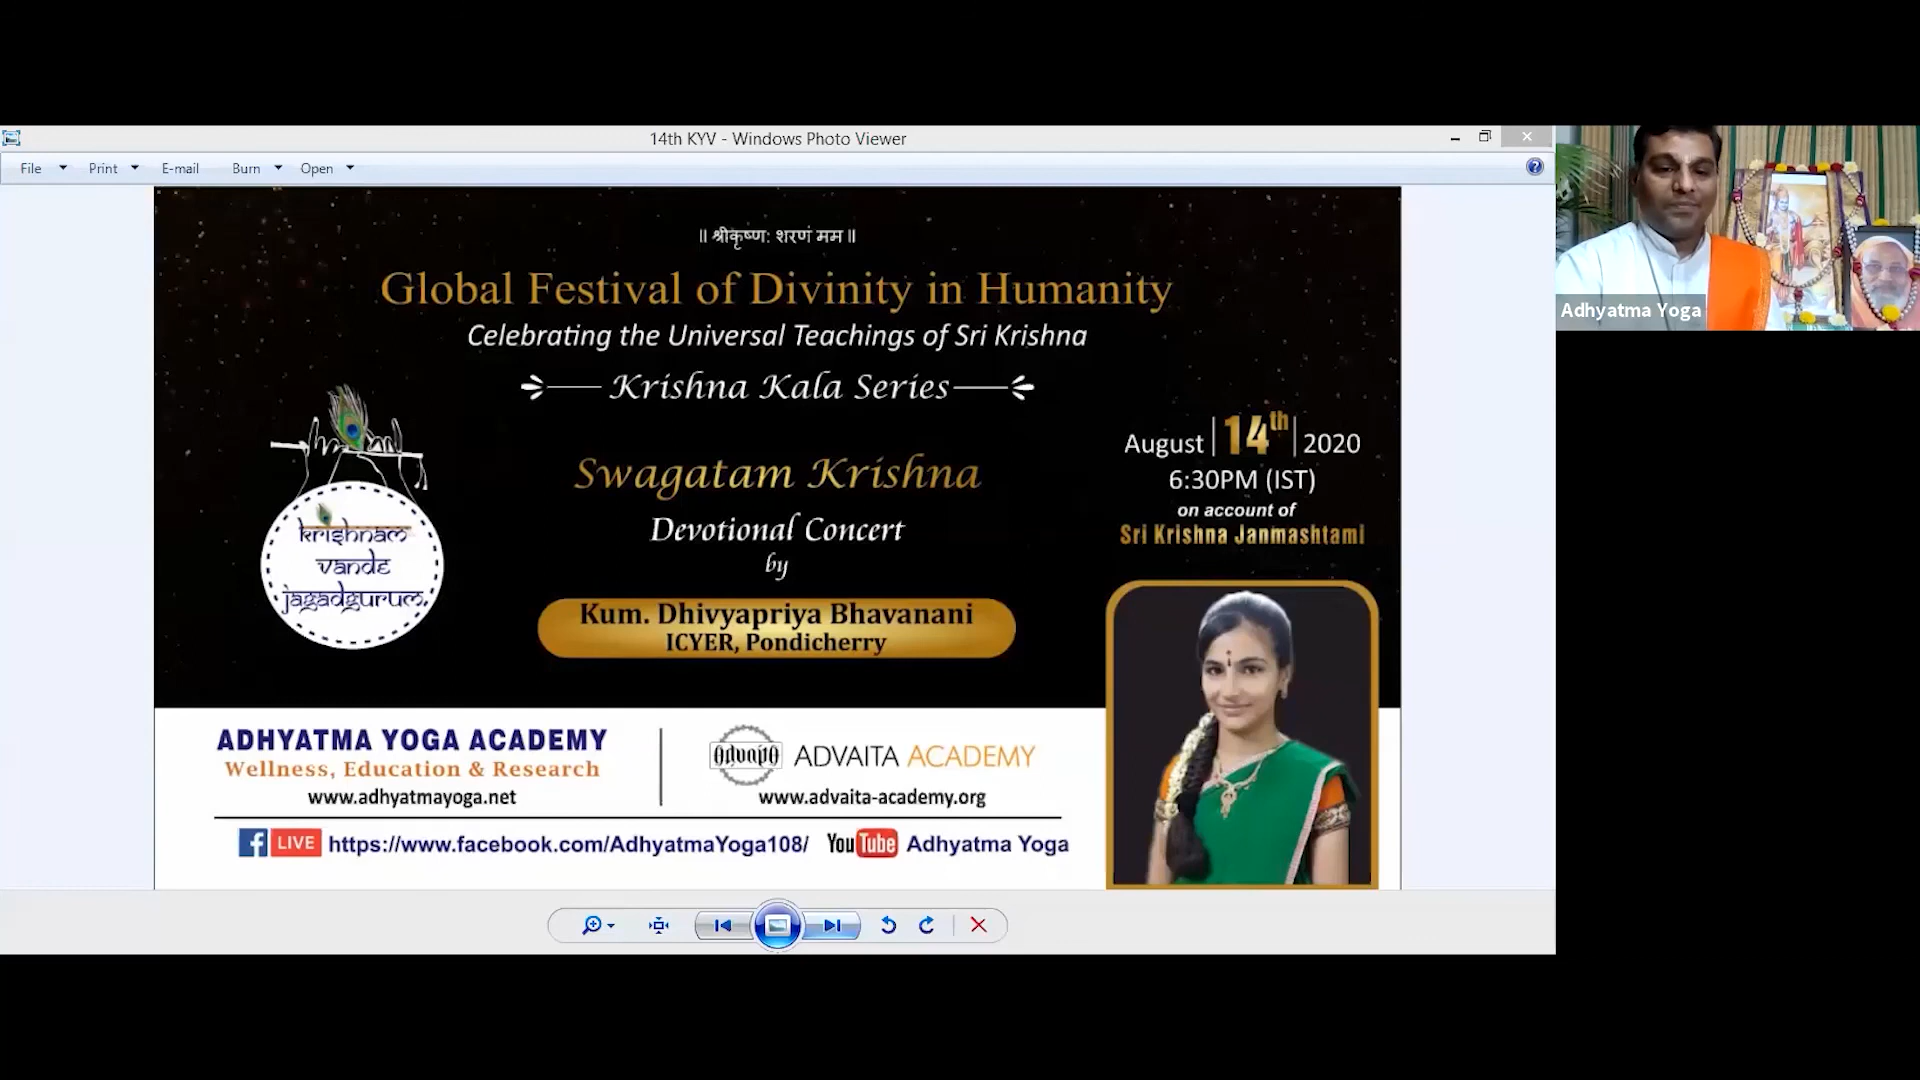 14th KYV - Windows Photo Viewer
File Print E-mail Burn Open
॥ श्रीकृष्ण: शरणं मम ॥
Global Festival of Divinity in Humanity
Celebrating the Universal Teachings of Sri Krishna
Krishna Kala Series
Swagatam Krishna
Devotional Concert
by
Kum. Dhivyapriya Bhavanani
ICYER, Pondicherry
krishnam
vande
jagadgurum
August | 14th | 2020
6:30PM (IST)
on account of
Sri Krishna Janmashtami
ADHYATMA YOGA ACADEMY
Wellness, Education & Research
www.adhyatmayoga.net
Advaita ADVAITA ACADEMY
www.advaita-academy.org
f LIVE https://www.facebook.com/AdhyatmaYoga108/ YouTube Adhyatma Yoga
Adhyatma Yoga